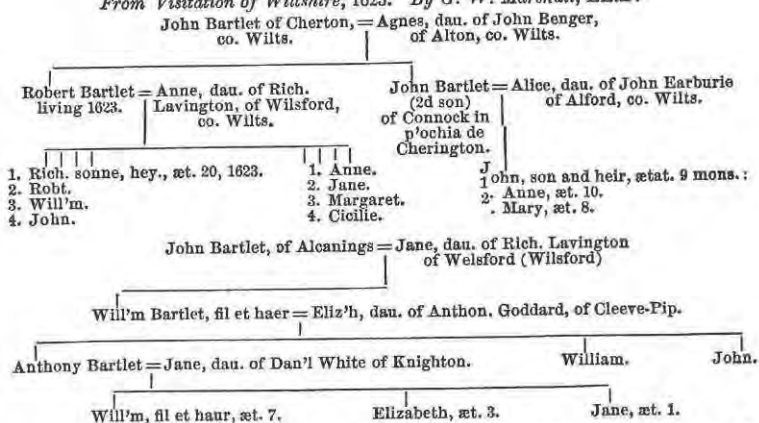 From Visitation of Wiltshire, 1623. By G. W. Marshall,
John Bartlet of Cherton, = Agnes, dau. of John Benger,
co. Wilts. of Alton, co. Wilts.
Robert Bartlet = Anne, dau. of Rich.
living 1623. Lavington, of Wilsford,
co. Wilts.
John Bartlet = Alice, dau. of John Earburie
(2d son) of Alford, co. Wilts.
of Connock in
p'ochia de
Cherington.
1. Rich. sonne, hey., æt. 20, 1623.
2. Robt.
3. Will'm.
4. John.
1. Anne.
2. Jane.
3. Margaret.
4. Cicilie.
John, son and heir, ætat. 9 mons.:
1. Anne, æt. 10.
2. Mary, æt. 8.
John Bartlet, of Alcanings = Jane, dau. of Rich. Lavington
of Welsford (Wilsford)
Will'm Bartlet, fil et haer = Eliz'h, dau. of Anthon. Goddard, of Cleeve-Pip.
Anthony Bartlet = Jane, dau. of Dan'l White of Knighton. William. John.
Will'm, fil et haur, æt. 7. Elizabeth, æt. 3. Jane, æt. 1.